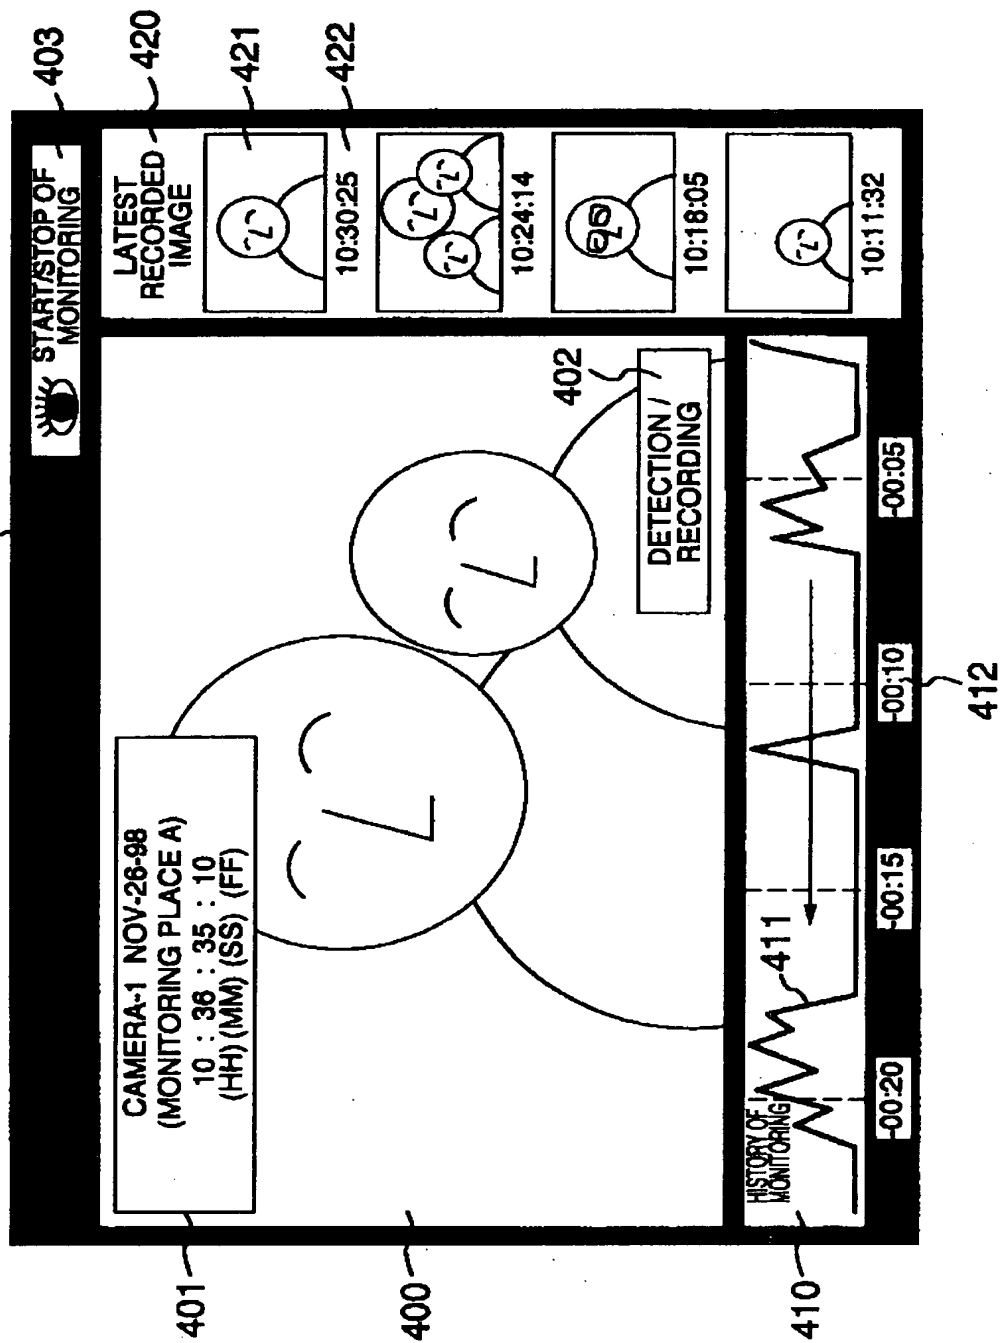 403
START/STOP OF
MONITORING
420
421
422
LATEST
RECORDED
IMAGE
10:30:25
10:24:14
10:18:05
10:11:32
401
CAMERA-1 NOV-26-98
(MONITORING PLACE A)
10 : 36 : 35 : 10
(HH) (MM) (SS) (FF)
400
402
DETECTION /
RECORDING
410
HISTORY OF
MONITORING
411
-00:20
-00:15
-00:10
-00:05
412